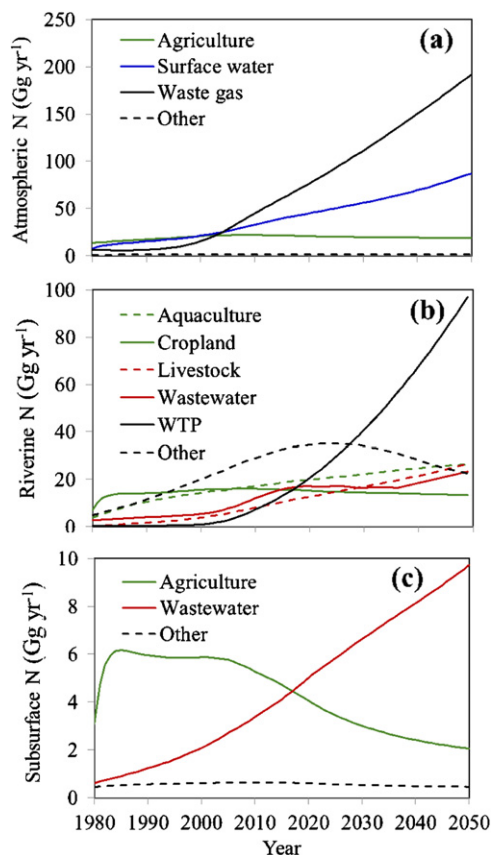 (a)
Agriculture
Surface water
Waste gas
Other
Atmospheric N (Gg yr-1)
250
200
150
100
50
0
(b)
Aquaculture
Cropland
Livestock
Wastewater
WTP
Other
Riverine N (Gg yr-1)
100
80
60
40
20
0
(c)
Agriculture
Wastewater
Other
Subsurface N (Gg yr-1)
10
8
6
4
2
0
1980 1990 2000 2010 2020 2030 2040 2050
Year